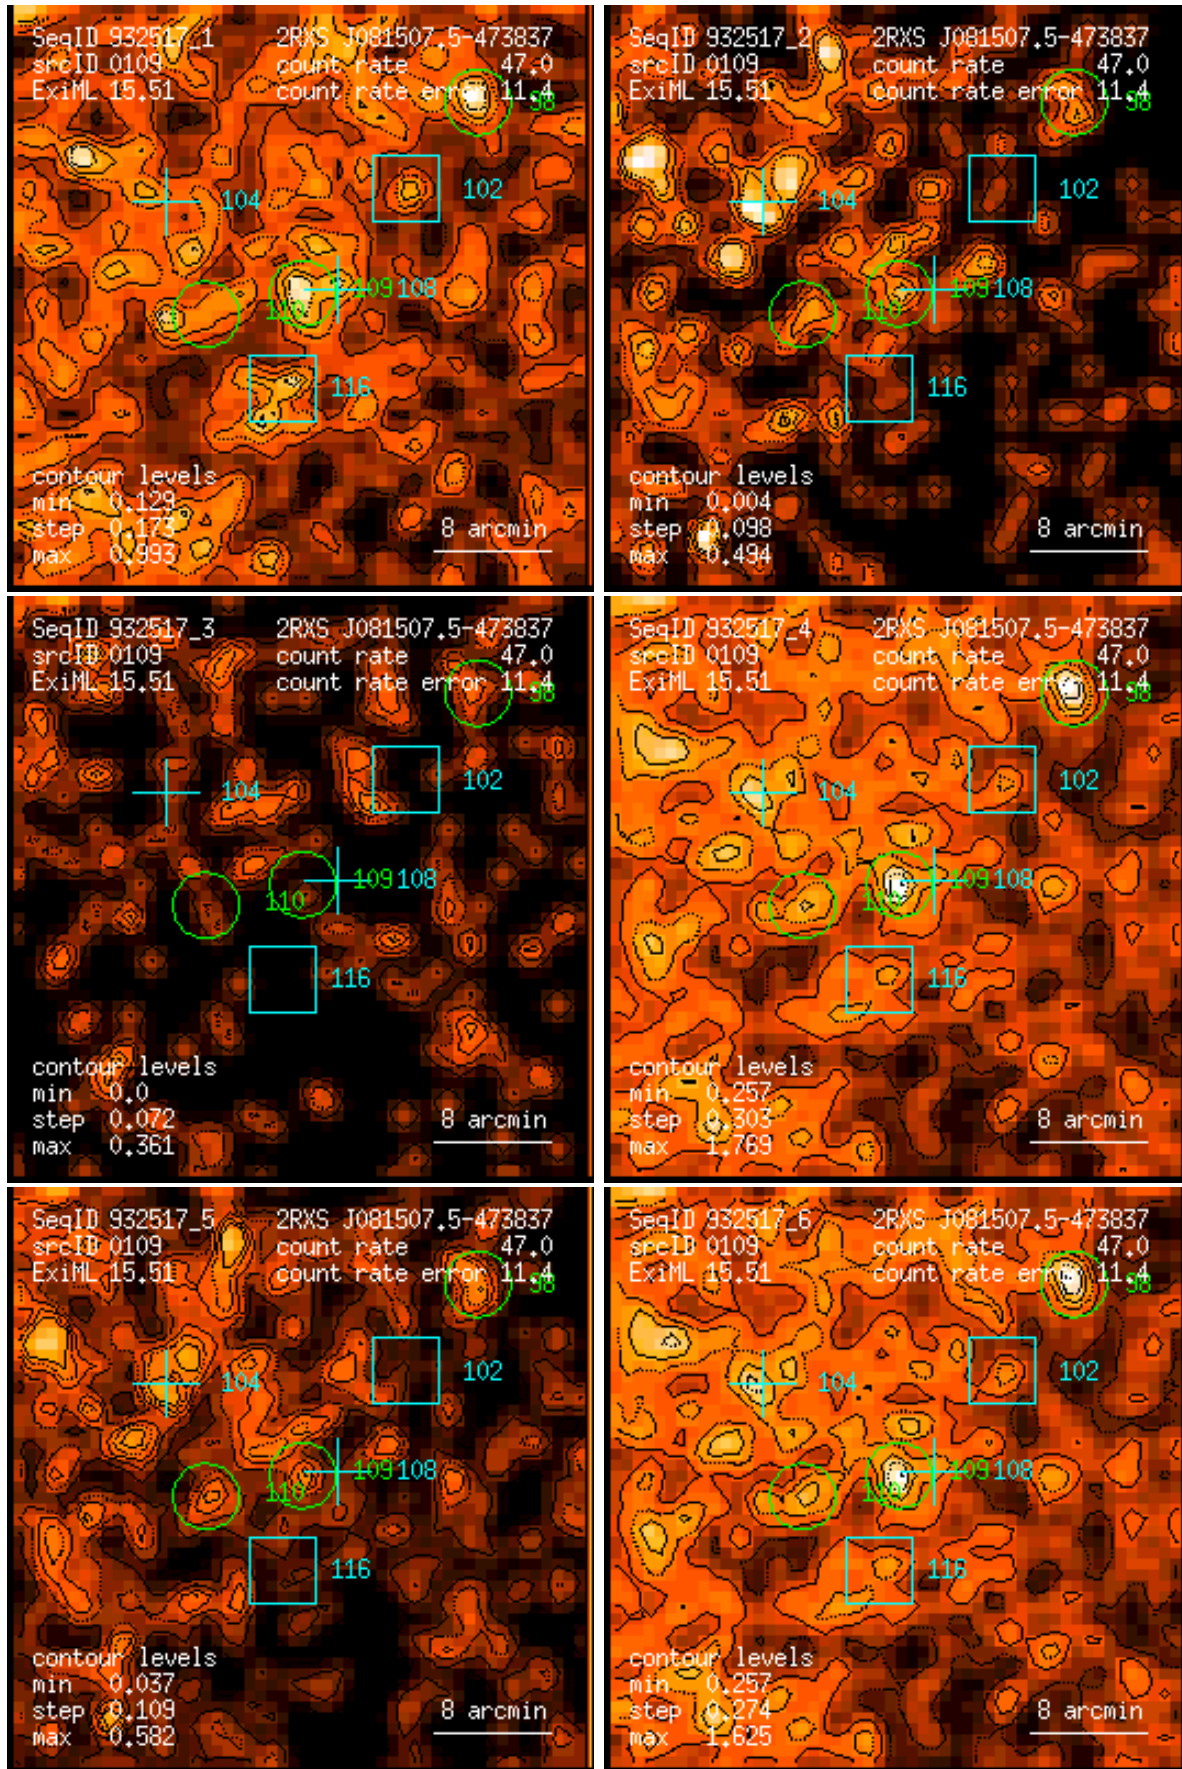 SeqID 932517_1 2RXS J081507.5-473837
srcID 0109 count rate 47.0
ExiML 15.51 count rate error 11.4
98
102
104
109 108
110
116
contour levels
min 0.129
step 0.173 8 arcmin
max 0.993
SeqID 932517_2 2RXS J081507.5-473837
srcID 0109 count rate 47.0
ExiML 15.51 count rate error 11.4
98
102
104
109 108
110
116
contour levels
min 0.004
step 0.098 8 arcmin
max 0.494
SeqID 932517_3 2RXS J081507.5-473837
srcID 0109 count rate 47.0
ExiML 15.51 count rate error 11.4
98
102
104
109 108
110
116
contour levels
min 0.0
step 0.072 8 arcmin
max 0.361
SeqID 932517_4 2RXS J081507.5-473837
srcID 0109 count rate 47.0
ExiML 15.51 count rate error 11.4
98
102
104
109 108
110
116
contour levels
min 0.257
step 0.303 8 arcmin
max 1.769
SeqID 932517_5 2RXS J081507.5-473837
srcID 0109 count rate 47.0
ExiML 15.51 count rate error 11.4
98
102
104
109 108
110
116
contour levels
min 0.037
step 0.109 8 arcmin
max 0.582
SeqID 932517_6 2RXS J081507.5-473837
srcID 0109 count rate 47.0
ExiML 15.51 count rate error 11.4
98
102
104
109 108
110
116
contour levels
min 0.257
step 0.274 8 arcmin
max 1.625